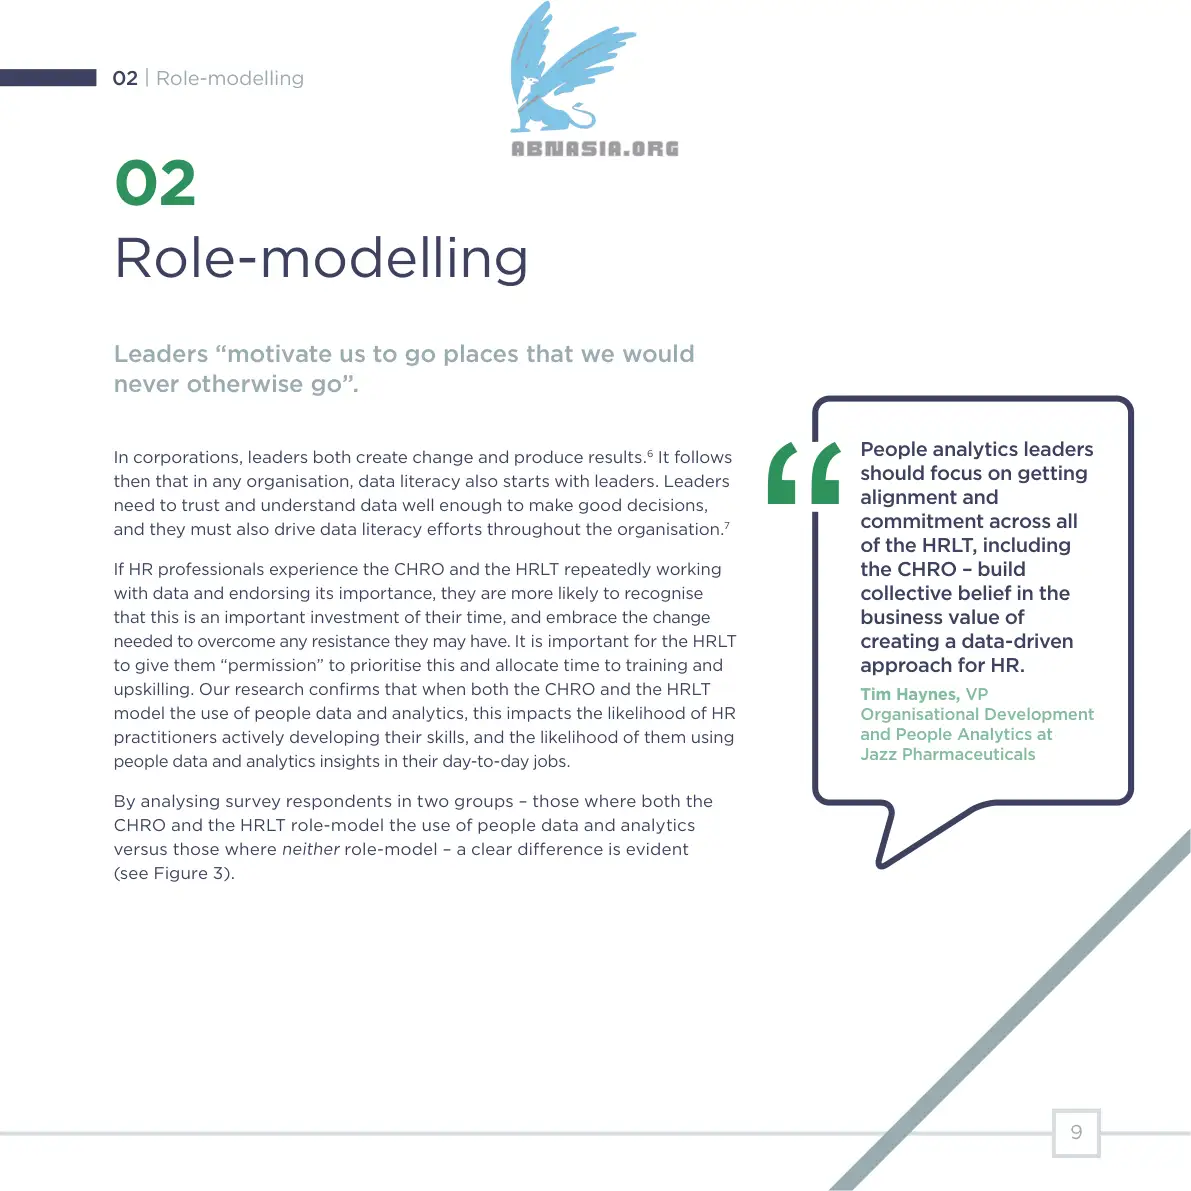 02 | Role-modelling
ABNASIA.ORG
02
Role-modelling
Leaders “motivate us to go places that we would
never otherwise go”.
In corporations, leaders both create change and produce results.⁶ It follows
then that in any organisation, data literacy also starts with leaders. Leaders
need to trust and understand data well enough to make good decisions,
and they must also drive data literacy efforts throughout the organisation.⁷
If HR professionals experience the CHRO and the HRLT repeatedly working
with data and endorsing its importance, they are more likely to recognise
that this is an important investment of their time, and embrace the change
needed to overcome any resistance they may have. It is important for the HRLT
to give them “permission” to prioritise this and allocate time to training and
upskilling. Our research confirms that when both the CHRO and the HRLT
model the use of people data and analytics, this impacts the likelihood of HR
practitioners actively developing their skills, and the likelihood of them using
people data and analytics insights in their day-to-day jobs.
By analysing survey respondents in two groups – those where both the
CHRO and the HRLT role-model the use of people data and analytics
versus those where neither role-model – a clear difference is evident
(see Figure 3).
“
People analytics leaders
should focus on getting
alignment and
commitment across all
of the HRLT, including
the CHRO – build
collective belief in the
business value of
creating a data-driven
approach for HR.
Tim Haynes, VP
Organisational Development
and People Analytics at
Jazz Pharmaceuticals
9